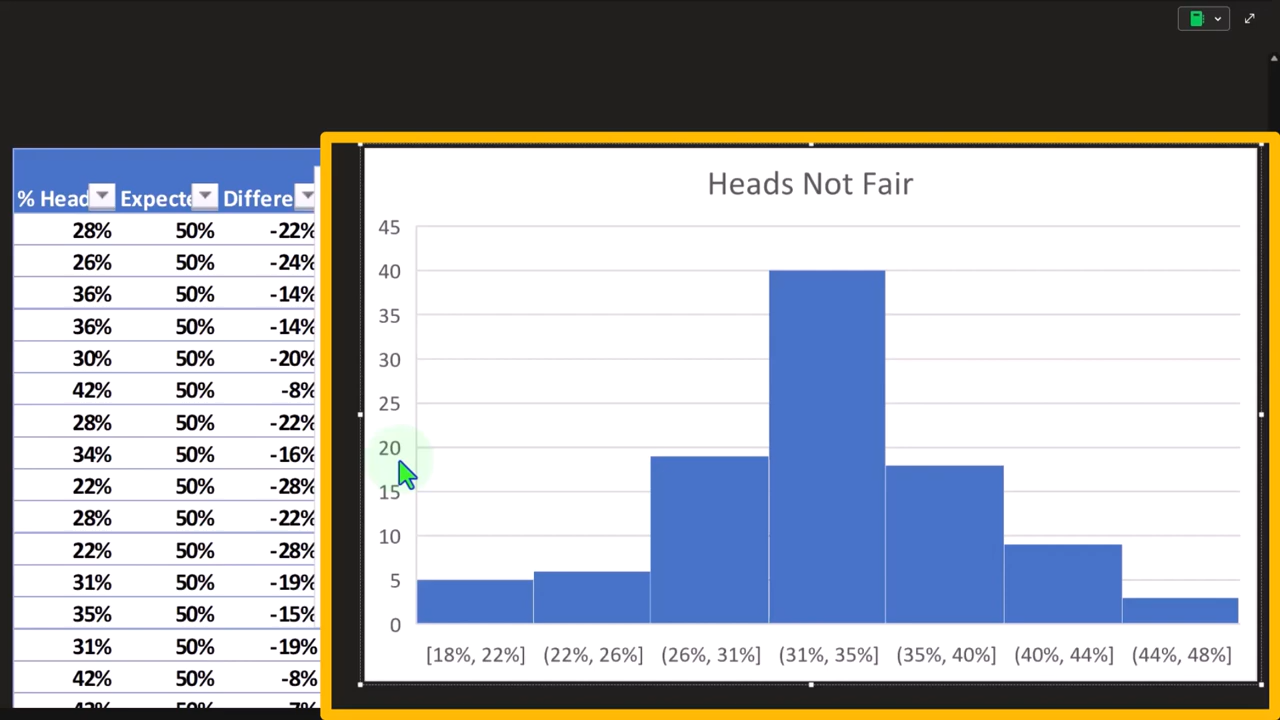 % Head Expecte Differe
28% 50% -22%
26% 50% -24%
36% 50% -14%
36% 50% -14%
30% 50% -20%
42% 50% -8%
28% 50% -22%
34% 50% -16%
22% 50% -28%
28% 50% -22%
22% 50% -28%
31% 50% -19%
35% 50% -15%
31% 50% -19%
42% 50% -8%
Heads Not Fair
45
40
35
30
25
20
15
10
5
0
[18%, 22%] (22%, 26%] (26%, 31%] (31%, 35%] (35%, 40%] (40%, 44%] (44%, 48%]